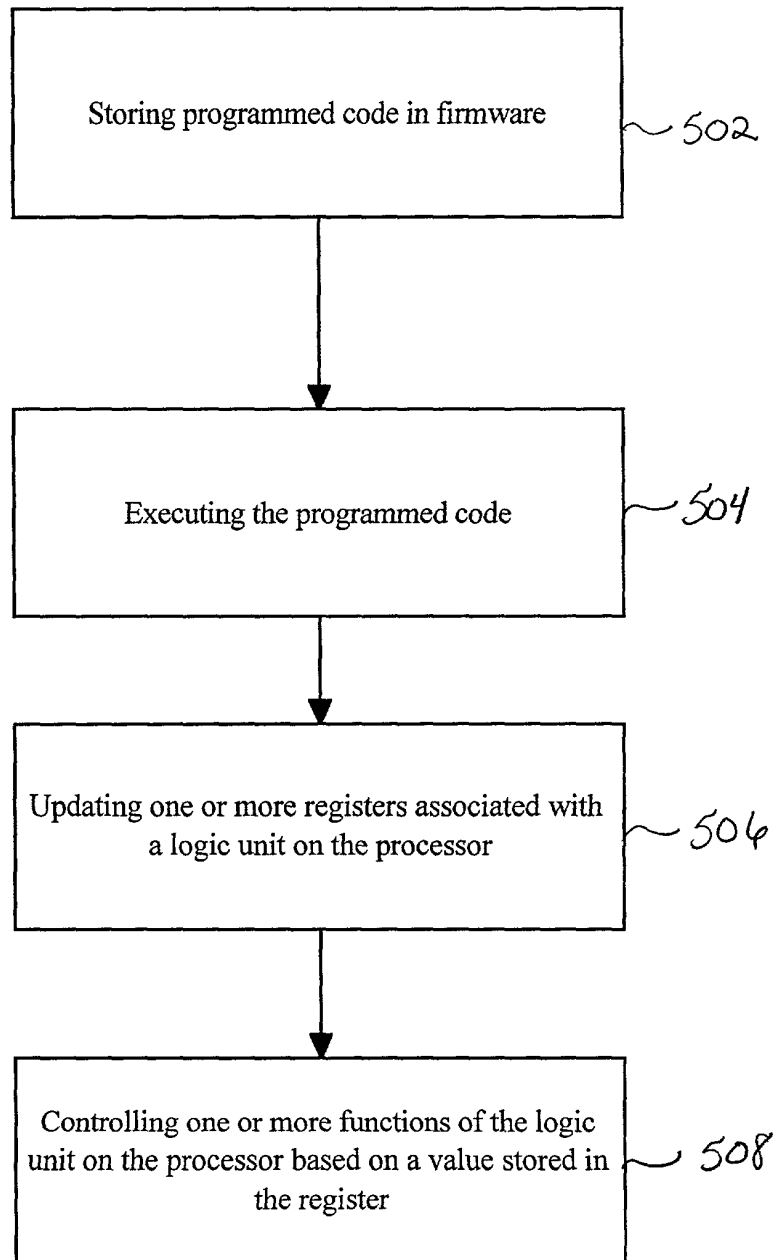 Storing programmed code in firmware
502
Executing the programmed code
504
Updating one or more registers associated with
a logic unit on the processor
506
Controlling one or more functions of the logic
unit on the processor based on a value stored in
the register
508